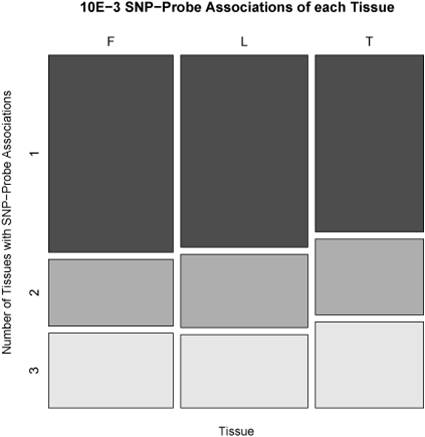 10E−3 SNP−Probe Associations of each Tissue
F L T
Number of Tissues with SNP−Probe Associations
1
2
3
Tissue